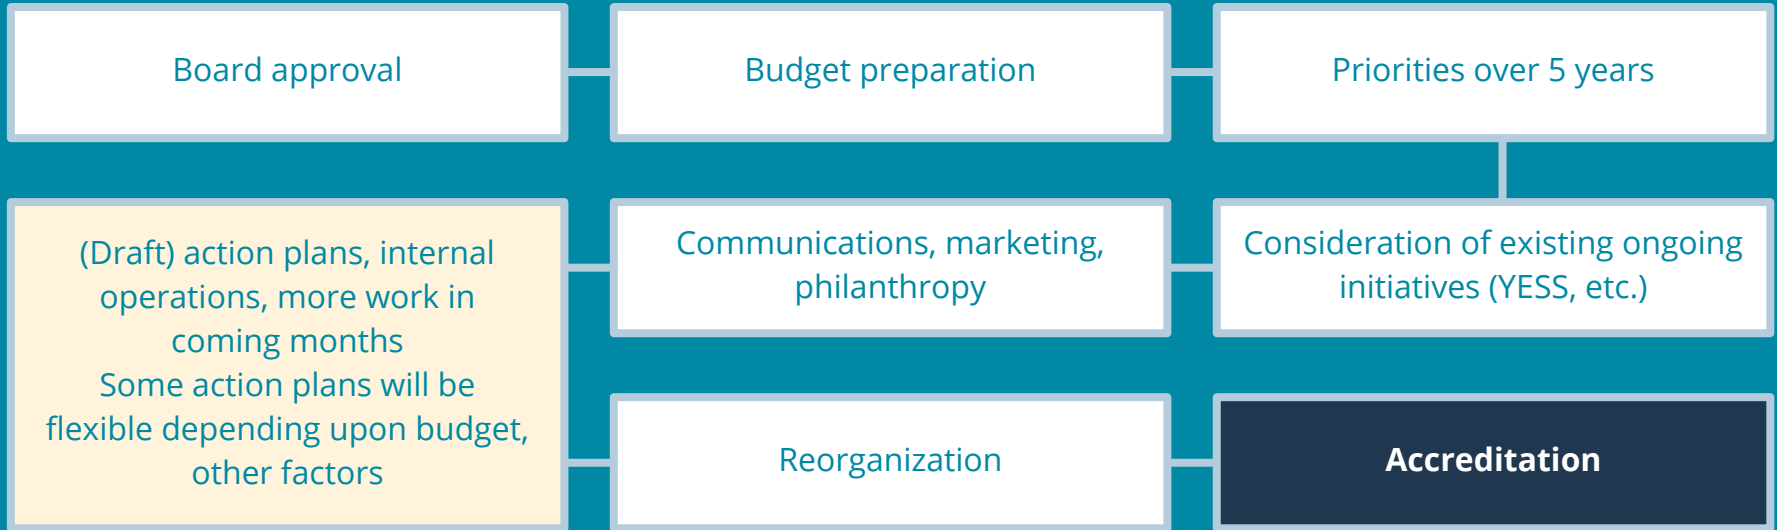 Board approval
Budget preparation
Priorities over 5 years
(Draft) action plans, internal
operations, more work in
coming months
Some action plans will be
flexible depending upon budget,
other factors
Communications, marketing,
philanthropy
Consideration of existing ongoing
initiatives (YESS, etc.)
Reorganization
Accreditation